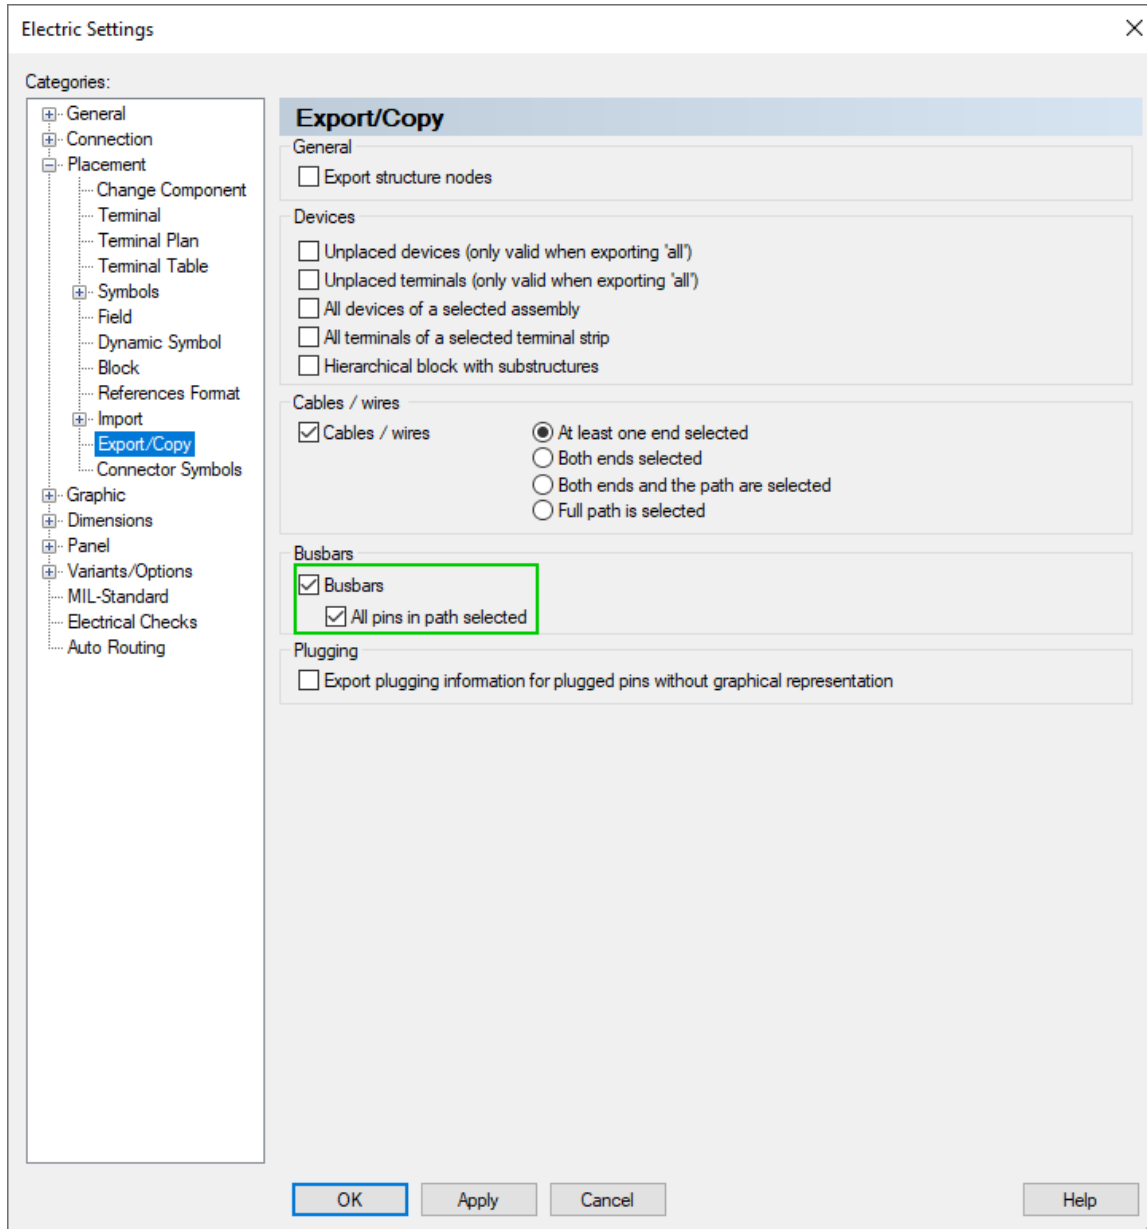 Electric Settings
Categories:
General
Connection
Placement
Change Component
Terminal
Terminal Plan
Terminal Table
Symbols
Field
Dynamic Symbol
Block
References Format
Import
Export/Copy
Connector Symbols
Graphic
Dimensions
Panel
Variants/Options
MIL-Standard
Electrical Checks
Auto Routing
Export/Copy
General
Export structure nodes
Devices
Unplaced devices (only valid when exporting 'all')
Unplaced terminals (only valid when exporting 'all')
All devices of a selected assembly
All terminals of a selected terminal strip
Hierarchical block with substructures
Cables / wires
Cables / wires
At least one end selected
Both ends selected
Both ends and the path are selected
Full path is selected
Busbars
Busbars
All pins in path selected
Plugging
Export plugging information for plugged pins without graphical representation
OK
Apply
Cancel
Help